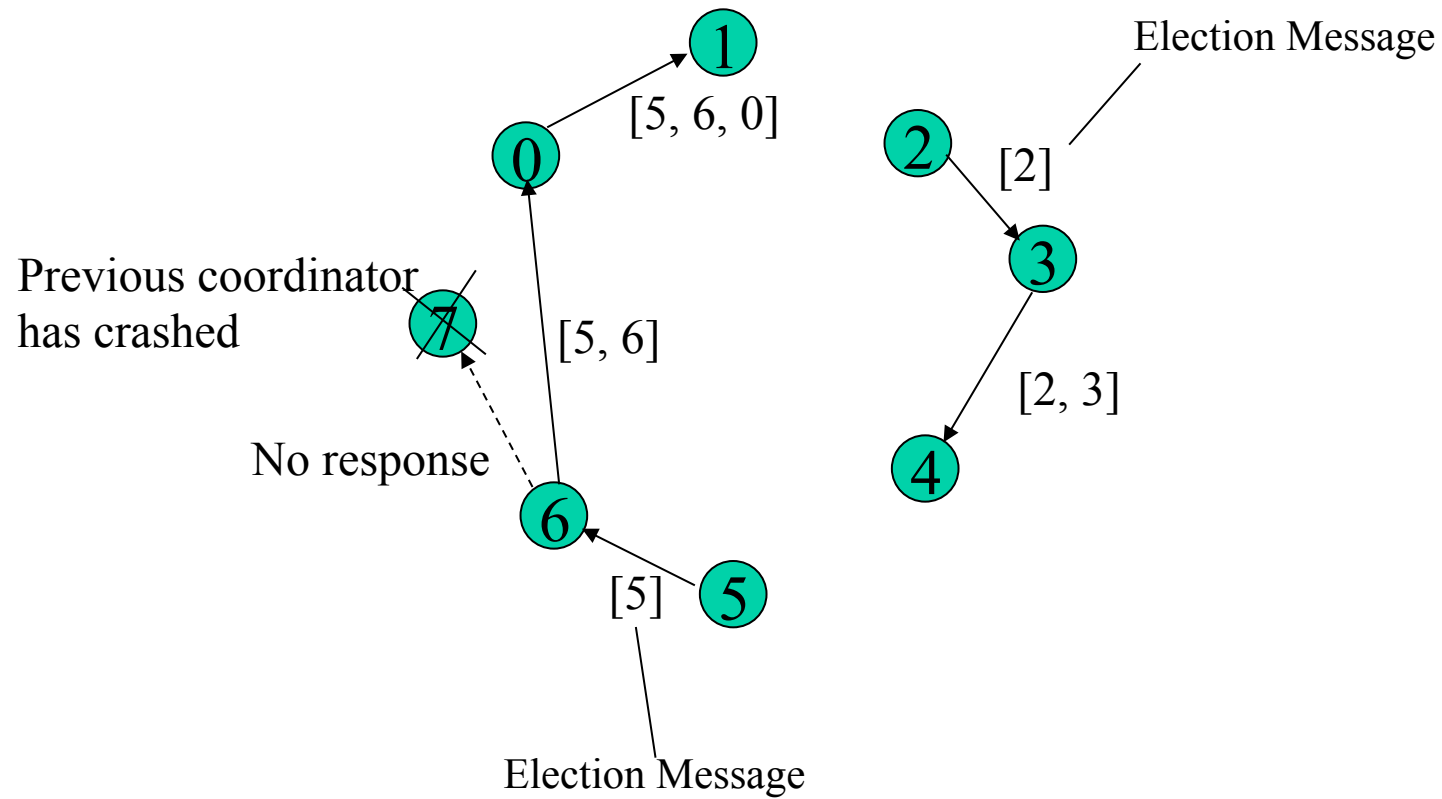 Election Message
1
[5, 6, 0]
2
[2]
0
3
Previous coordinator
has crashed
7
[5, 6]
[2, 3]
No response
4
6
[5]
5
Election Message